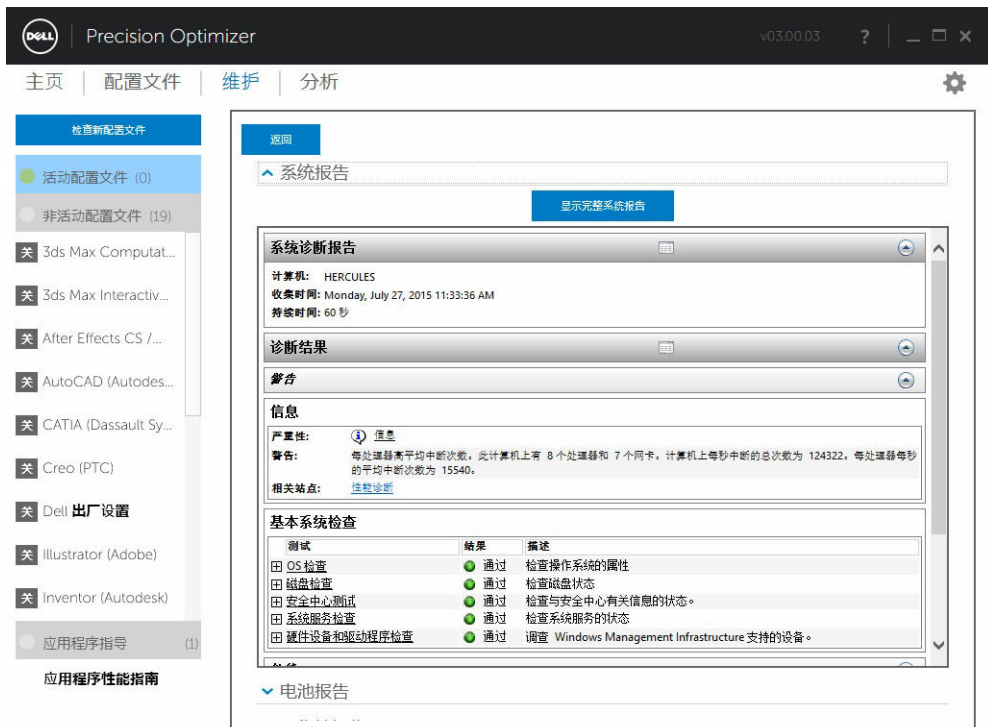 DELL Precision Optimizer v03.00.03 ?
主页 配置文件 维护 分析
检查新配置文件
活动配置文件 (0)
非活动配置文件 (19)
关 3ds Max Computat...
关 3ds Max Interactiv...
关 After Effects CS /...
关 AutoCAD (Autodes...
关 CATIA (Dassault Sy...
关 Creo (PTC)
关 Dell 出厂设置
关 Illustrator (Adobe)
关 Inventor (Autodesk)
应用程序指导 (1)
应用程序性能指南
返回
系统报告
显示完整系统报告
系统诊断报告
计算机: HERCULES
收集时间: Monday, July 27, 2015 11:33:36 AM
持续时间: 60 秒
诊断结果
警告
信息
严重性: 信息
警告: 每处理器高平均中断次数。此计算机上有 8 个处理器和 7 个网卡。计算机上每秒中断的总次数为 124322。每处理器每秒
的平均中断次数为 15540。
相关站点: 性能诊断
基本系统检查
测试 结果 描述
OS 检查 通过 检查操作系统的属性
磁盘检查 通过 检查磁盘状态
安全中心测试 通过 检查与安全中心有关信息的状态。
系统服务检查 通过 检查系统服务的状态
硬件设备和驱动程序检查 通过 调查 Windows Management Infrastructure 支持的设备。
电池报告